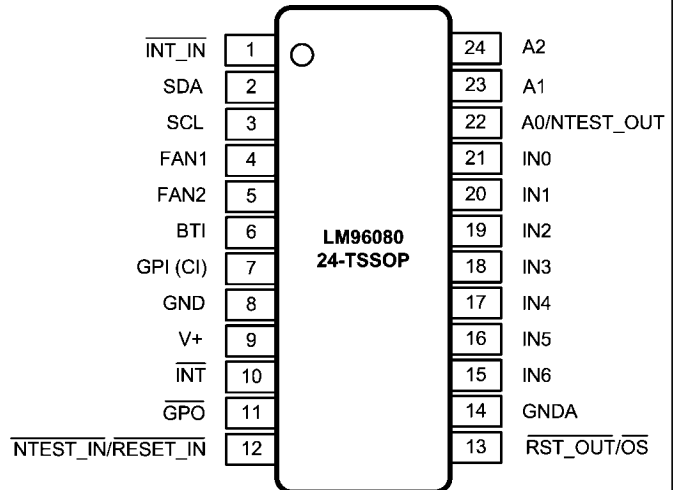 INT_IN 1 24 A2
SDA 2 23 A1
SCL 3 22 A0/NTEST_OUT
FAN1 4 21 IN0
FAN2 5 20 IN1
BTI 6 19 IN2
LM96080
24-TSSOP
GPI (CI) 7 18 IN3
GND 8 17 IN4
V+ 9 16 IN5
INT 10 15 IN6
GPO 11 14 GNDA
NTEST_IN/RESET_IN 12 13 RST_OUT/OS